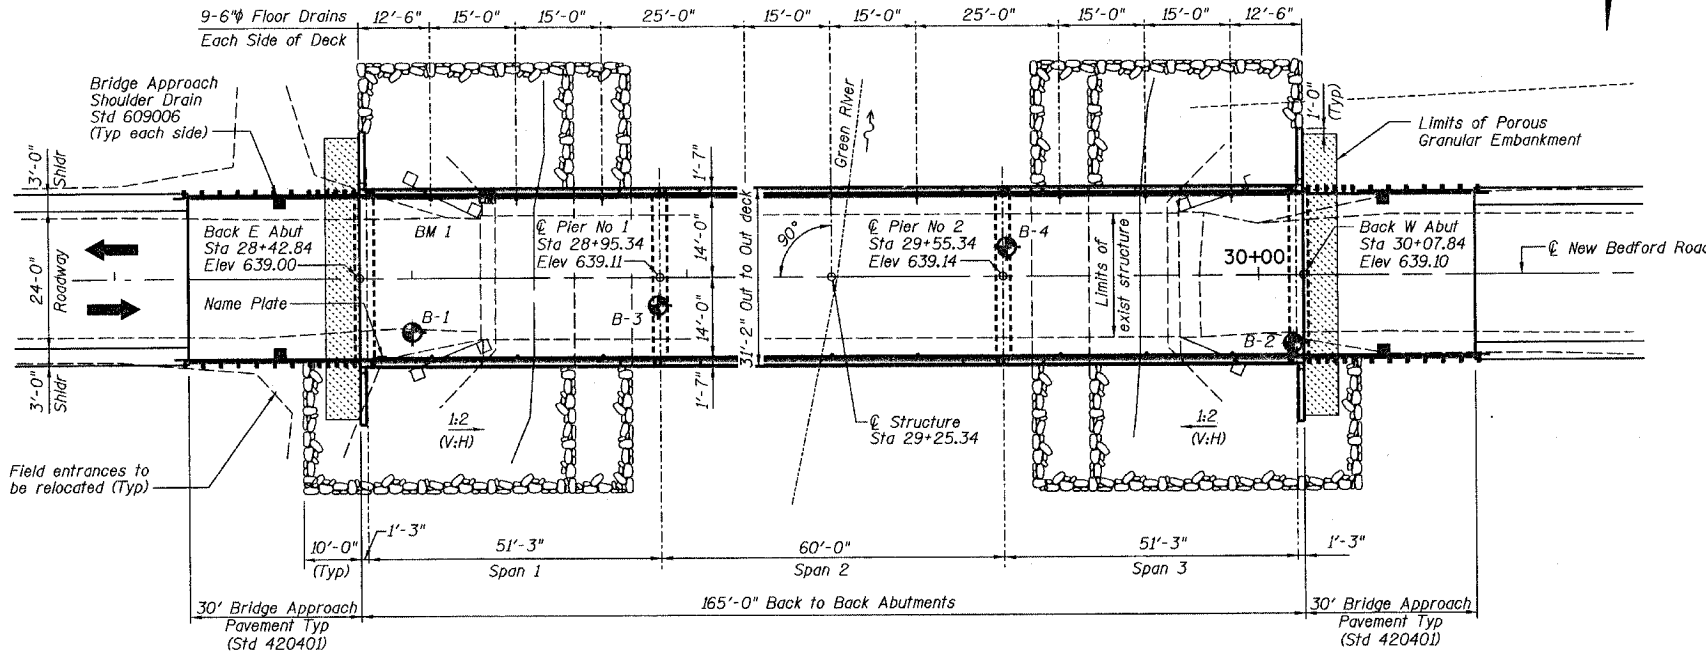 9-6"ϕ Floor Drains
Each Side of Deck
12'-6"
15'-0"
15'-0"
25'-0"
15'-0"
15'-0"
25'-0"
15'-0"
15'-0"
12'-6"
Bridge Approach
Shoulder Drain
Std 609006
(Typ each side)
Green River
1'-0"
(Typ)
Limits of Porous
Granular Embankment
3'-0"
Shldr
1'-7"
Back E Abut
Sta 28+42.84
Elev 639.00
BM 1
℄ Pier No 1
Sta 28+95.34
Elev 639.11
14'-0"
31'-2" Out to Out deck
90°
℄ Pier No 2
Sta 29+55.34
Elev 639.14
B-4
Limits of
exist structure
30+00
Back W Abut
Sta 30+07.84
Elev 639.10
℄ New Bedford Road
24'-0"
Roadway
Name Plate
B-1
B-3
14'-0"
B-2
3'-0"
Shldr
1'-7"
1:2
(V:H)
℄ Structure
Sta 29+25.34
1:2
(V:H)
Field entrances to
be relocated (Typ)
1'-3"
10'-0"
(Typ)
51'-3"
Span 1
60'-0"
Span 2
51'-3"
Span 3
1'-3"
30' Bridge Approach
Pavement Typ
(Std 420401)
165'-0" Back to Back Abutments
30' Bridge Approach
Pavement Typ
(Std 420401)